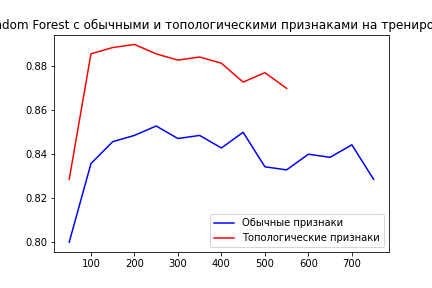 ndom Forest с обычными и топологическими признаками на трениро
0.88
0.86
0.84
0.82
0.80
100 200 300 400 500 600 700
Обычные признаки
Топологические признаки